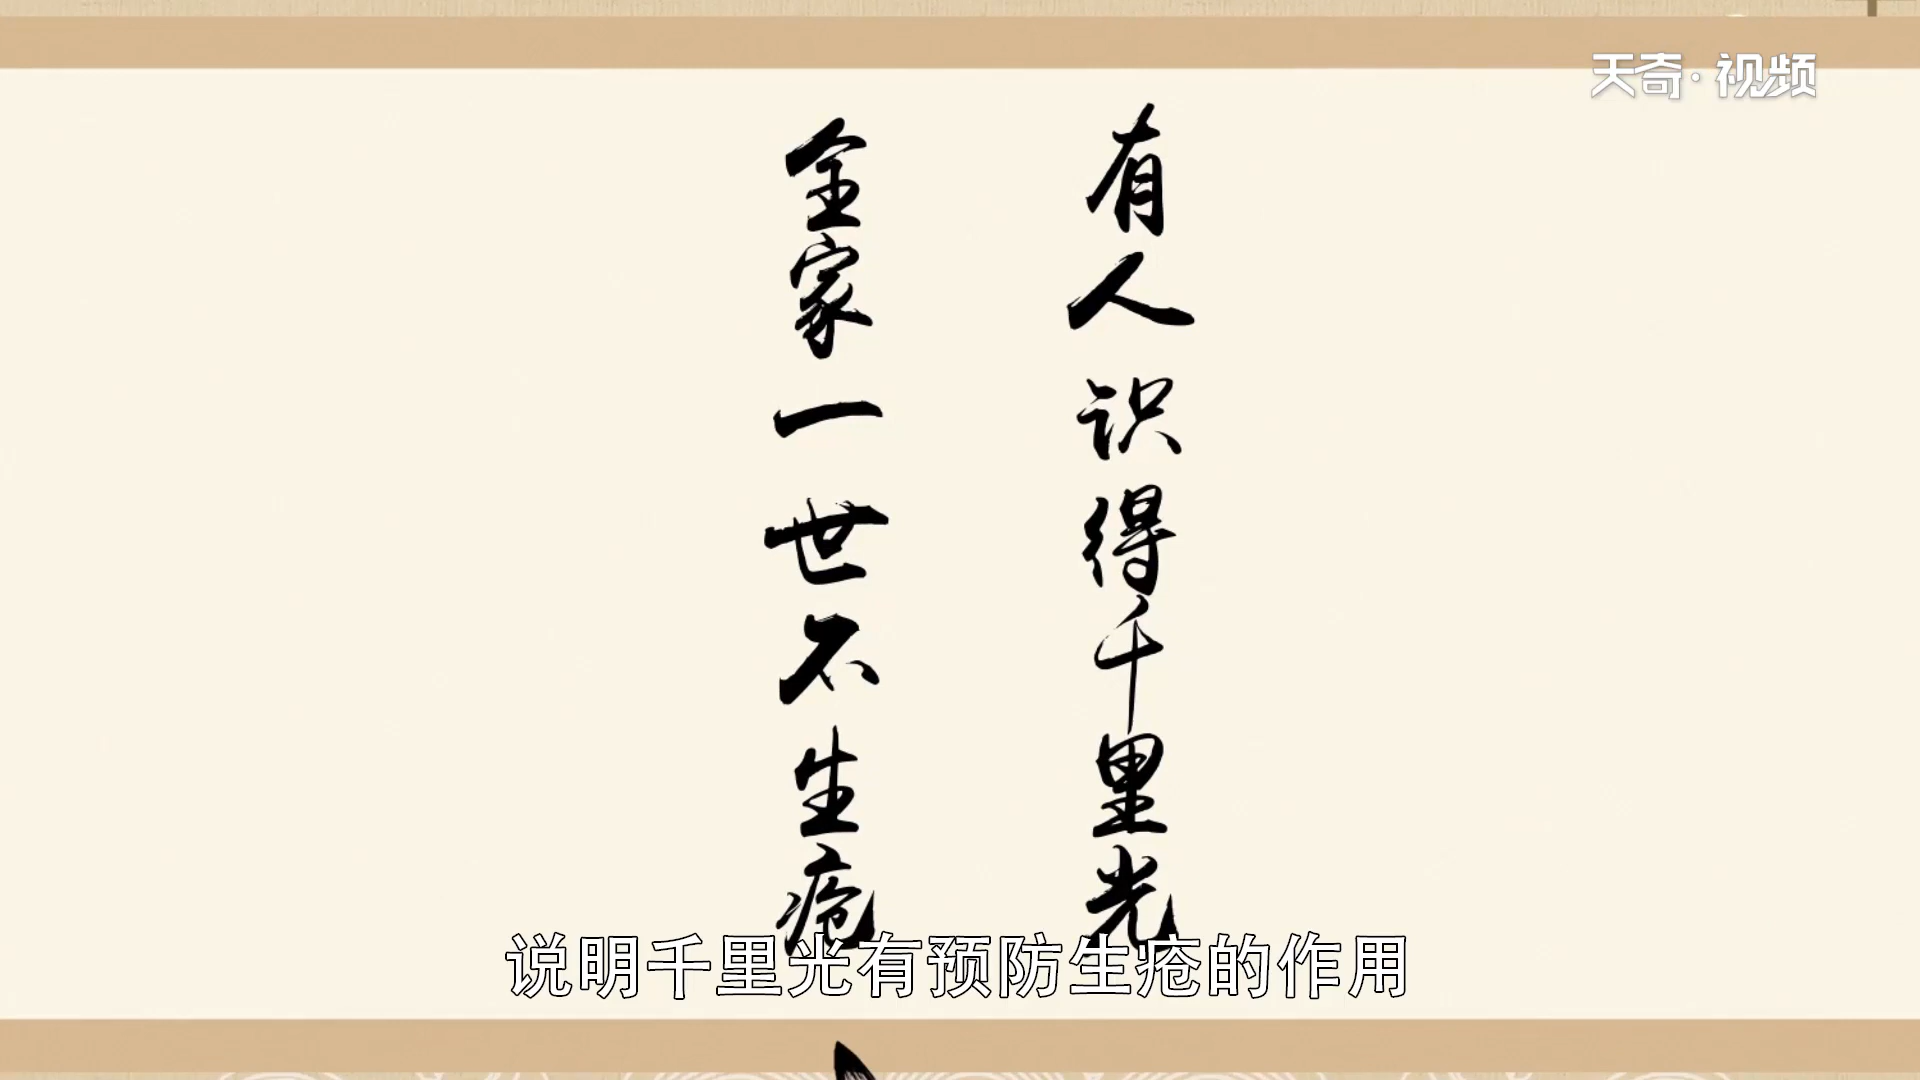 天奇·视频
有人识得千里光
全家一世不生疮
说明千里光有预防生疮的作用